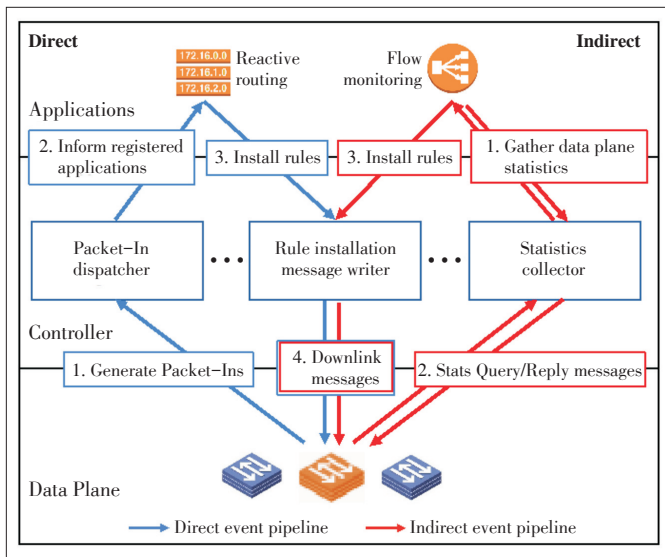 Direct
Indirect
172.16.0.0
172.16.1.0
172.16.2.0
Reactive
routing
Flow
monitoring
Applications
2. Inform registered
applications
3. Install rules
3. Install rules
1. Gather data plane
statistics
Packet-In
dispatcher
...
Rule installation
message writer
...
Statistics
collector
Controller
1. Generate Packet-Ins
4. Downlink
messages
2. Stats Query/Reply messages
Data Plane
Direct event pipeline
Indirect event pipeline